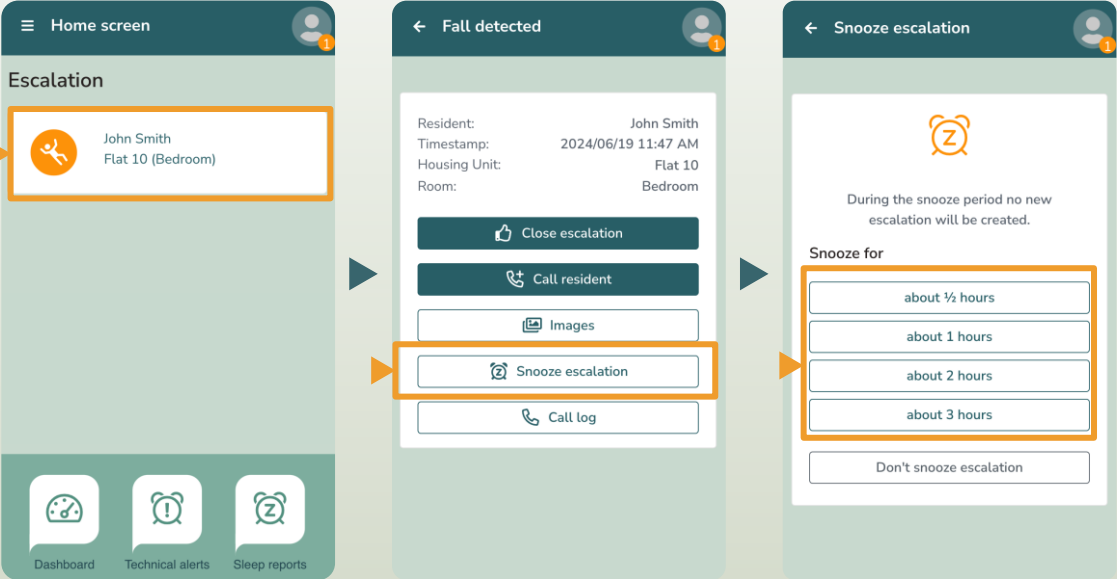 Home screen
1
Escalation
John Smith
Flat 10 (Bedroom)
Dashboard
Technical alerts
Sleep reports
Fall detected
1
Resident: John Smith
Timestamp: 2024/06/19 11:47 AM
Housing Unit: Flat 10
Room: Bedroom
Close escalation
Call resident
Images
Z Snooze escalation
Call log
Snooze escalation
1
Z
During the snooze period no new
escalation will be created.
Snooze for
about ½ hours
about 1 hours
about 2 hours
about 3 hours
Don't snooze escalation